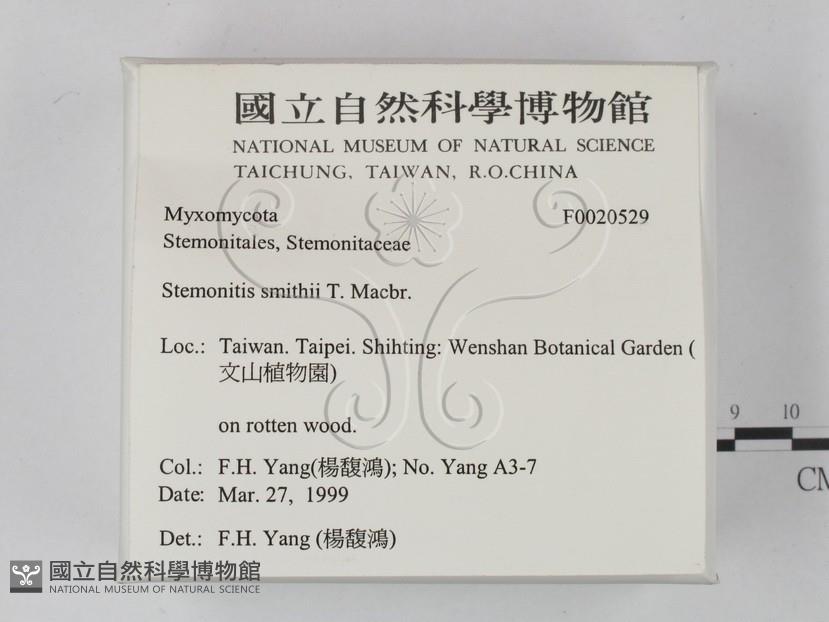 國立自然科學博物館
NATIONAL MUSEUM OF NATURAL SCIENCE
TAICHUNG, TAIWAN, R.O.CHINA
Myxomycota F0020529
Stemonitales, Stemonitaceae
Stemonitis smithii T. Macbr.
Loc.: Taiwan. Taipei. Shihting: Wenshan Botanical Garden (
文山植物園)
on rotten wood.
Col.: F.H. Yang(楊馥鴻); No. Yang A3-7
Date: Mar. 27, 1999
Det.: F.H. Yang (楊馥鴻)
9 10
CM
國立自然科學博物館
NATIONAL MUSEUM OF NATURAL SCIENCE